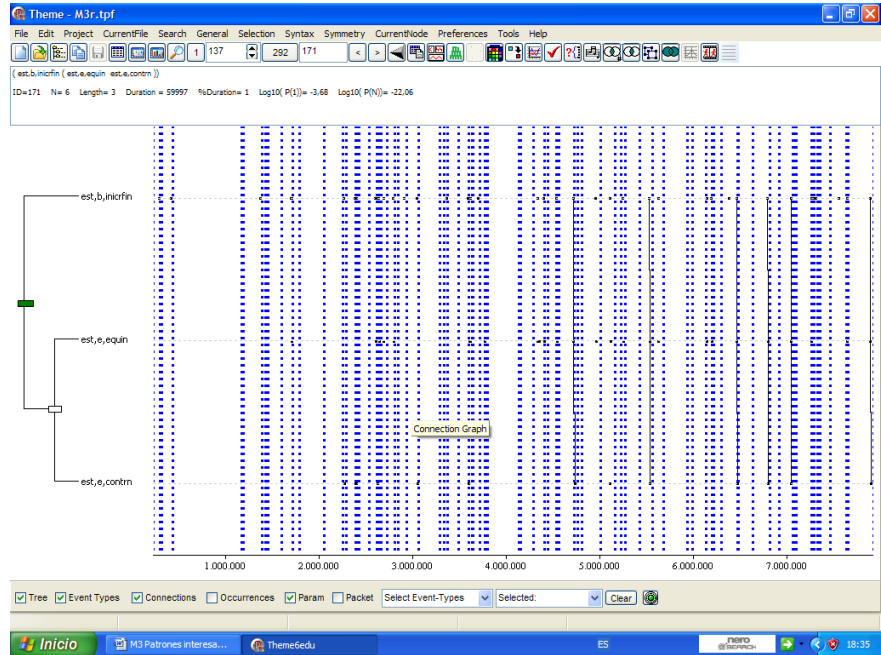 Theme - M3r.tpf
File Edit Project CurrentFile Search General Selection Syntax Symmetry CurrentNode Preferences Tools Help
1 137 292 171 < >
( est,b,inicrfin ( est,e,equin est,e,contrn ))
ID=171 N= 6 Length= 3 Duration = 59997 %Duration= 1 Log10( P(1))= -3,68 Log10( P(N))= -22,06
est,b,inicrfin
est,e,equin
Connection Graph
est,e,contrn
1.000.000 2.000.000 3.000.000 4.000.000 5.000.000 6.000.000 7.000.000
Tree Event Types Connections Occurrences Param Packet Select Event-Types Selected: Clear
Inicio M3 Patrones interesa... Theme6edu ES nero SEARCH 18:35